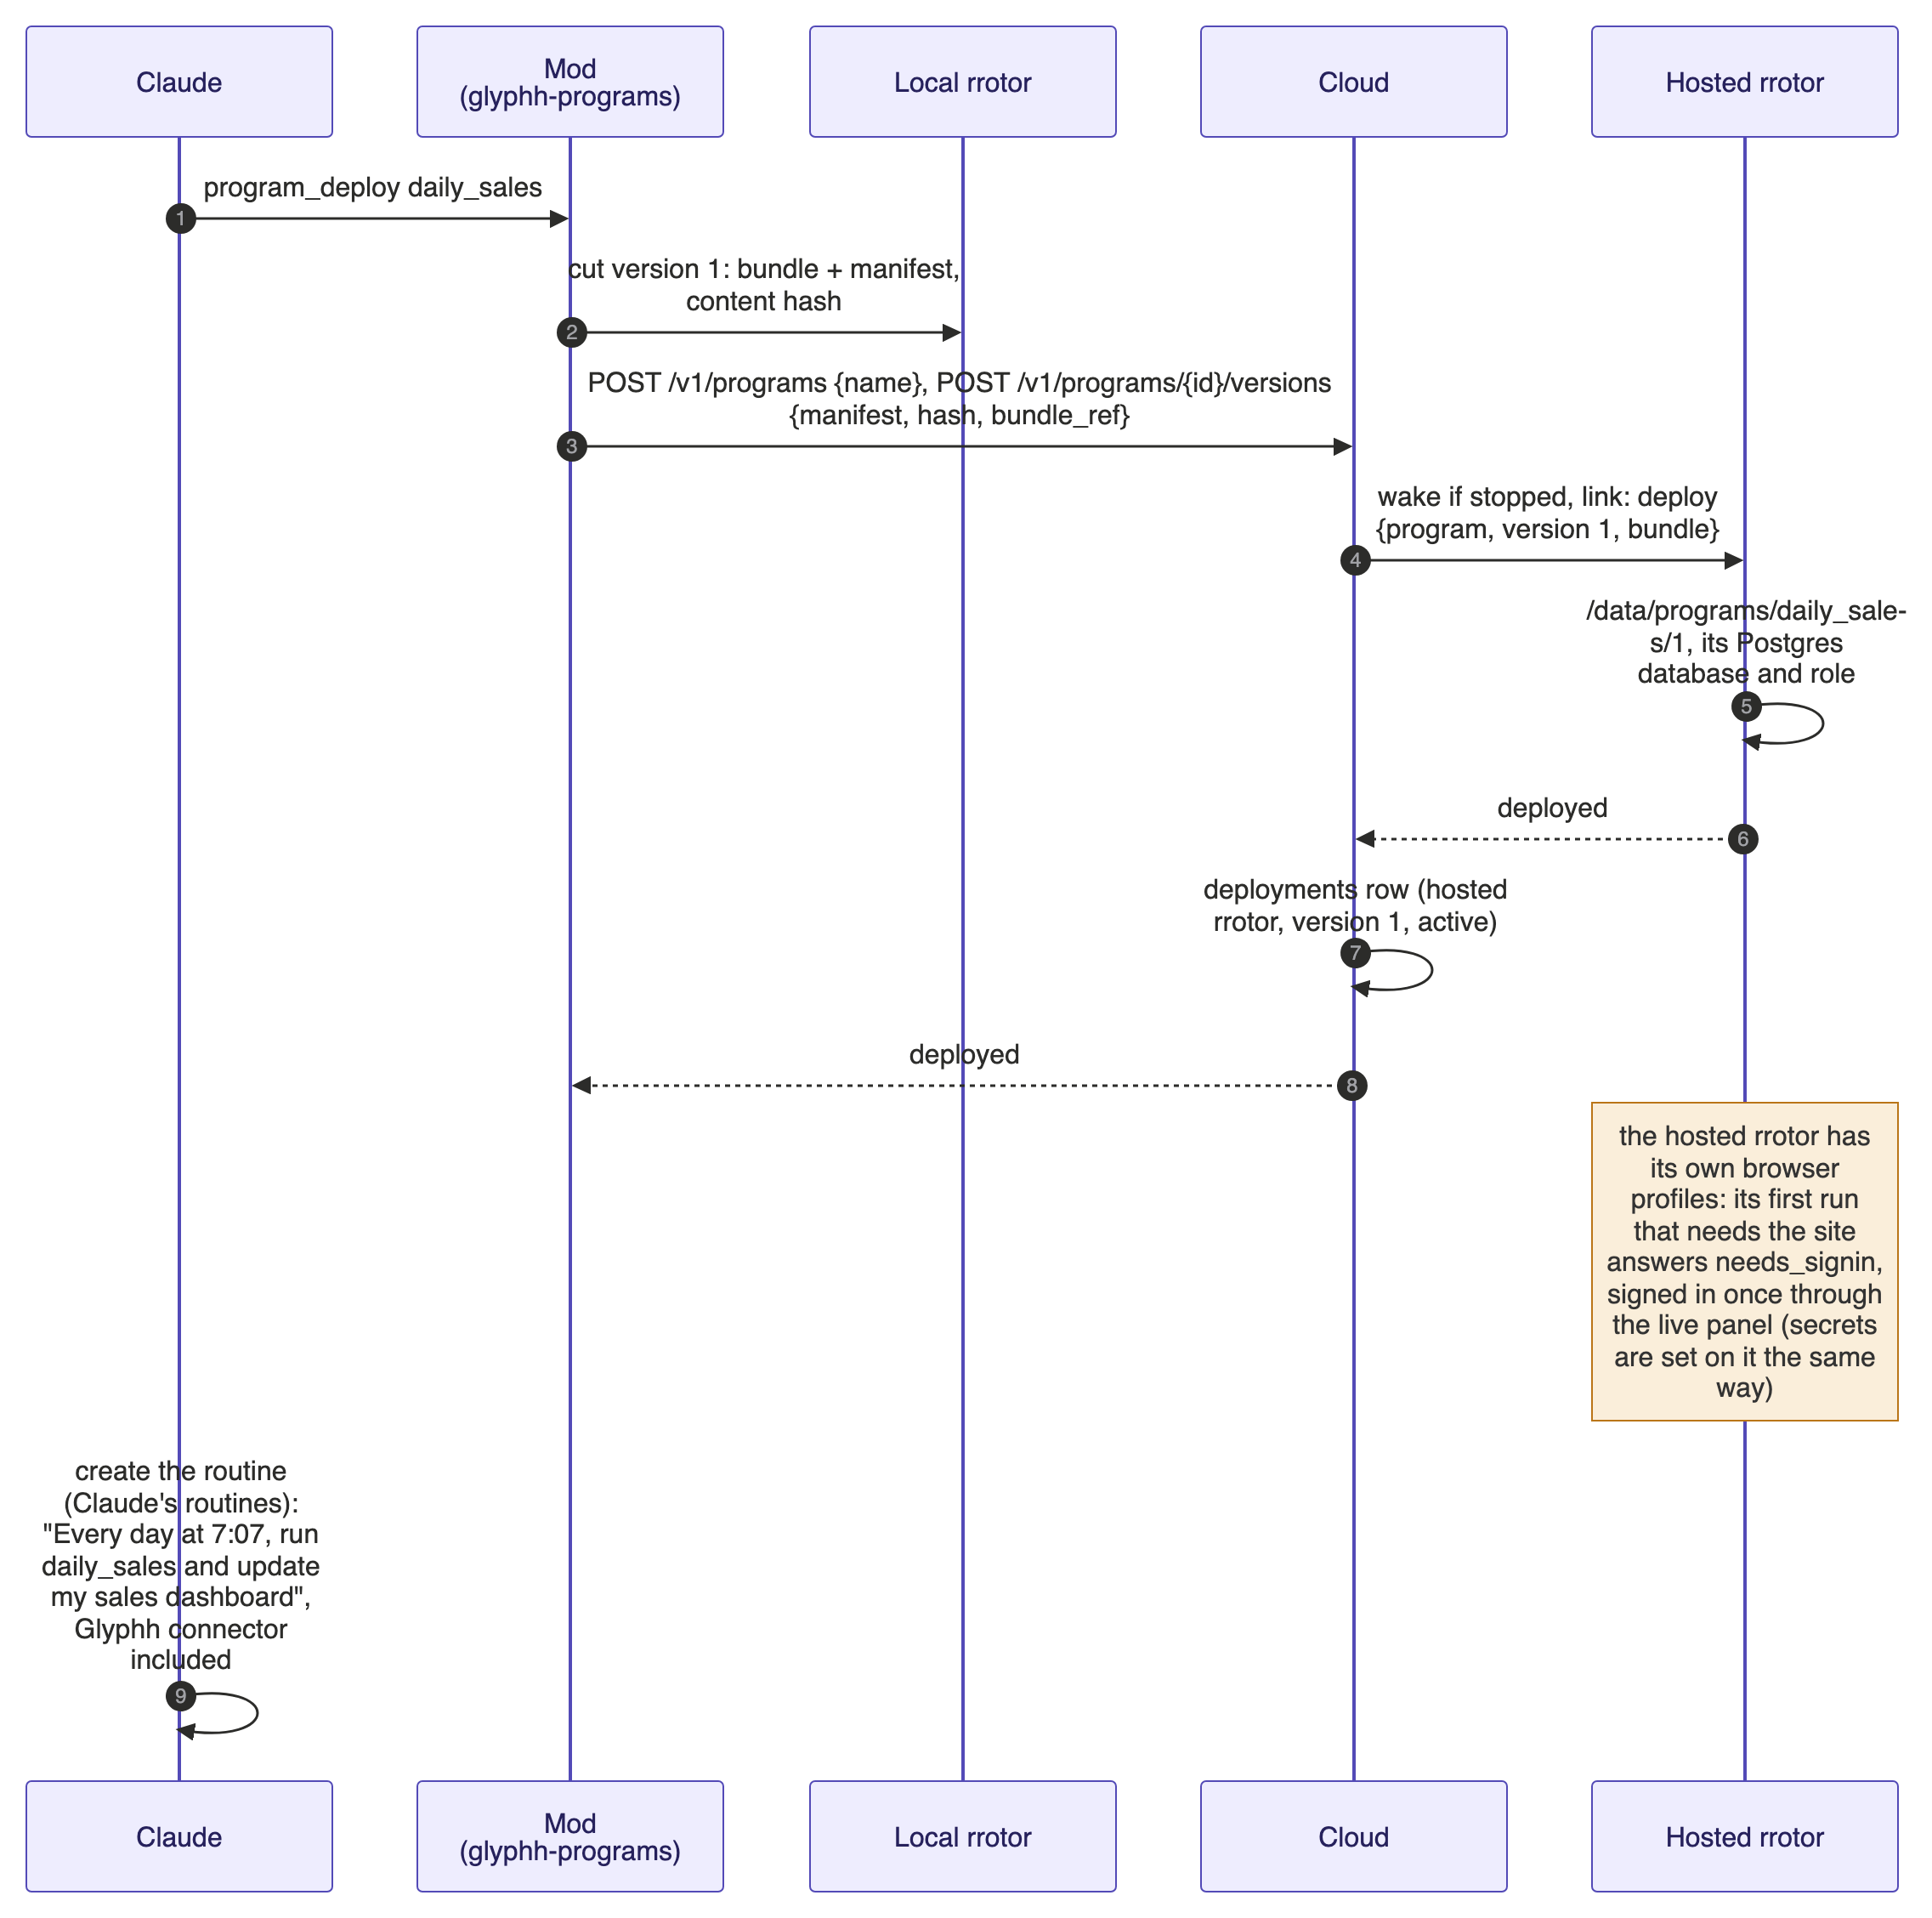 Claude
Mod
(glyphh-programs)
Local rrotor
Cloud
Hosted rrotor
program_deploy daily_sales
1
cut version 1: bundle + manifest,
content hash
2
POST /v1/programs {name}, POST /v1/programs/{id}/versions
{manifest, hash, bundle_ref}
3
wake if stopped, link: deploy
{program, version 1, bundle}
4
/data/programs/daily_sale-
s/1, its Postgres
database and role
5
deployed
6
deployments row (hosted
rrotor, version 1, active)
7
deployed
8
the hosted rrotor has
its own browser
profiles: its first run
that needs the site
answers needs_signin,
signed in once through
the live panel (secrets
are set on it the same
way)
create the routine
(Claude's routines):
"Every day at 7:07, run
daily_sales and update
my sales dashboard",
Glyphh connector
included
9
Claude
Mod
(glyphh-programs)
Local rrotor
Cloud
Hosted rrotor